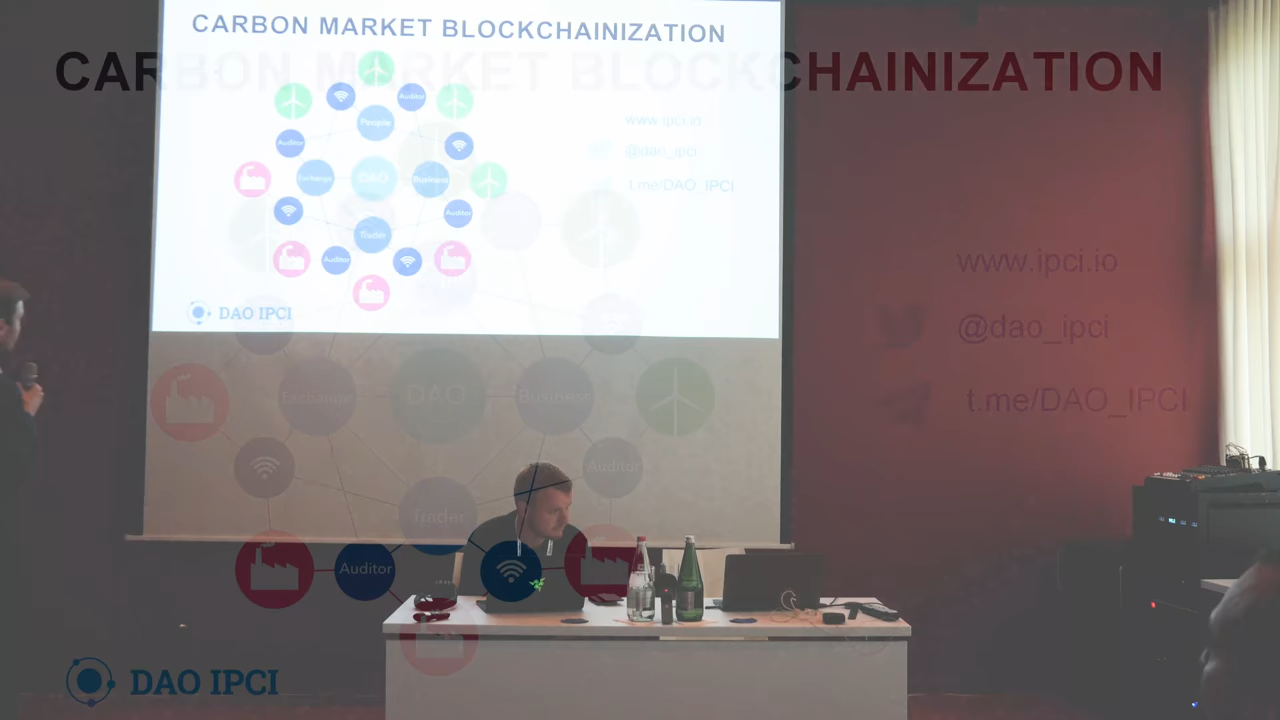 CARBON MARKET BLOCKCHAINIZATION
Auditor
People
Auditor
www.ipci.io
@dao_ipci
t.me/DAO_IPCI
Exchange
DAO
Business
Auditor
Trader
Auditor
DAO IPCI
CARBON MARKET BLOCKCHAINIZATION
www.ipci.io
@dao_ipci
t.me/DAO_IPCI
Exchange
DAO
Business
Auditor
Trader
Auditor
DAO IPCI